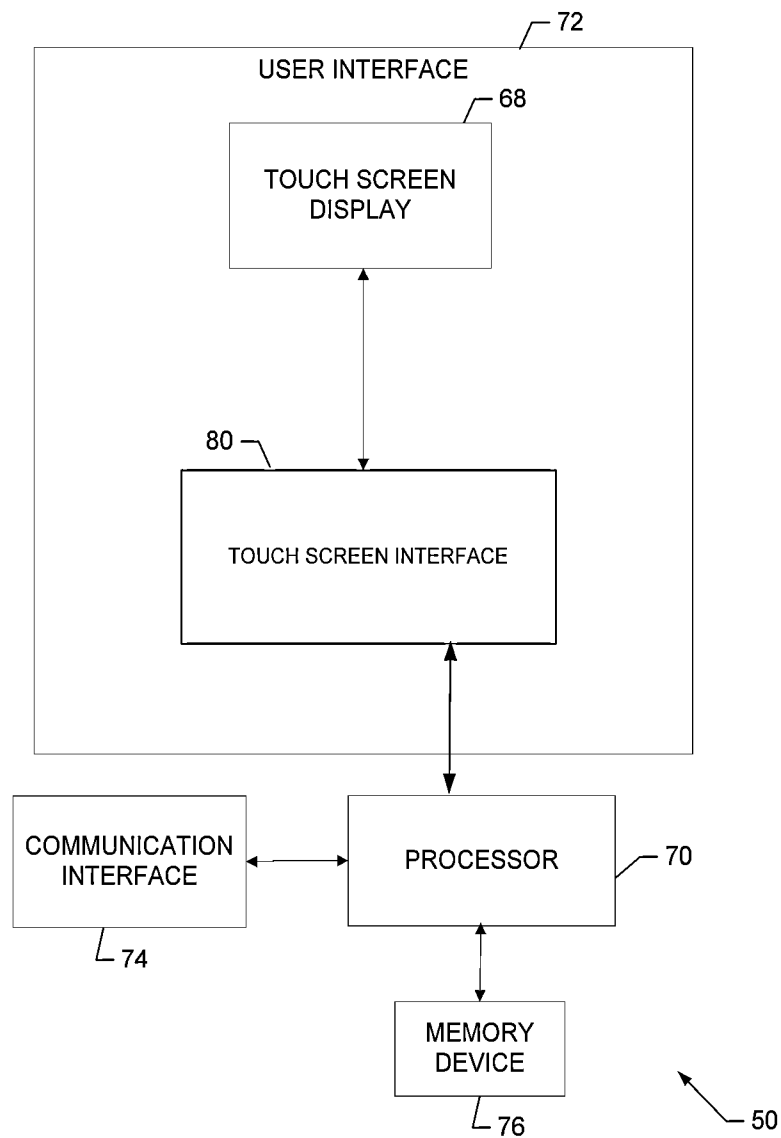 72
USER INTERFACE
68
TOUCH SCREEN
DISPLAY
80
TOUCH SCREEN INTERFACE
COMMUNICATION
INTERFACE
74
PROCESSOR
70
MEMORY
DEVICE
76
50